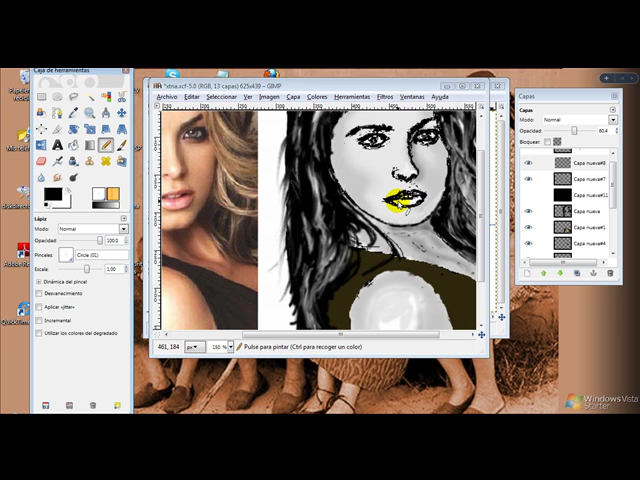 Caja de herramientas
*xtna.xcf-5.0 (RGB, 13 capas) 625x439 – GIMP
Archivo Editar Seleccionar Vista Imagen Capa Colores Herramientas Filtros Ventanas Ayuda
Lápiz
Modo:
Normal
Opacidad: 100.0
Pinceles: Circle (01)
Escala: 1.00
Dinámica del pincel
Desvanecimiento
Aplicar «jitter»
Incremental
Utilizar los colores del degradado
461, 184 px 150 % Pulse para pintar (Ctrl para recoger un color)
Capas
Capas
Modo: Normal
Opacidad: 60,4
Bloquear:
Capa nueva#8
Capa nueva#7
Capa nueva#11
Capa nueva
Capa nueva#1
Capa nueva#4
WindowsVista
Starter